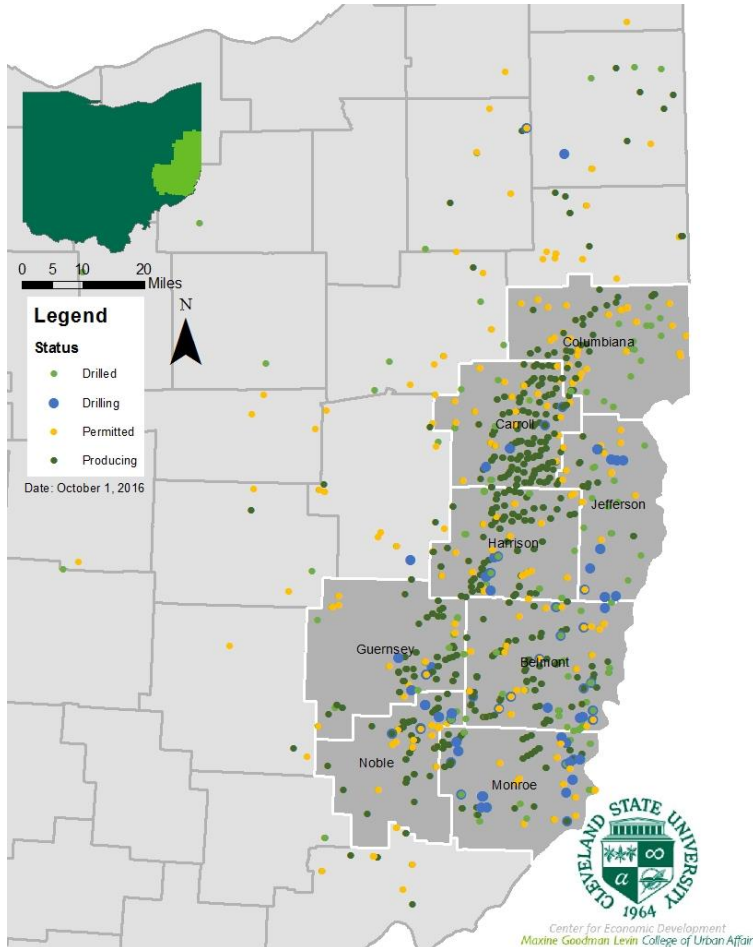 0 5 10 20
Miles
N
Legend
Status
Drilled
Drilling
Permitted
Producing
Date: October 1, 2016
Columbiana
Carroll
Jefferson
Harrison
Guernsey
Belmont
Noble
Monroe
CLEVELAND STATE UNIVERSITY
∞
a
1964
Center for Economic Development
Maxine Goodman Levin College of Urban Affair